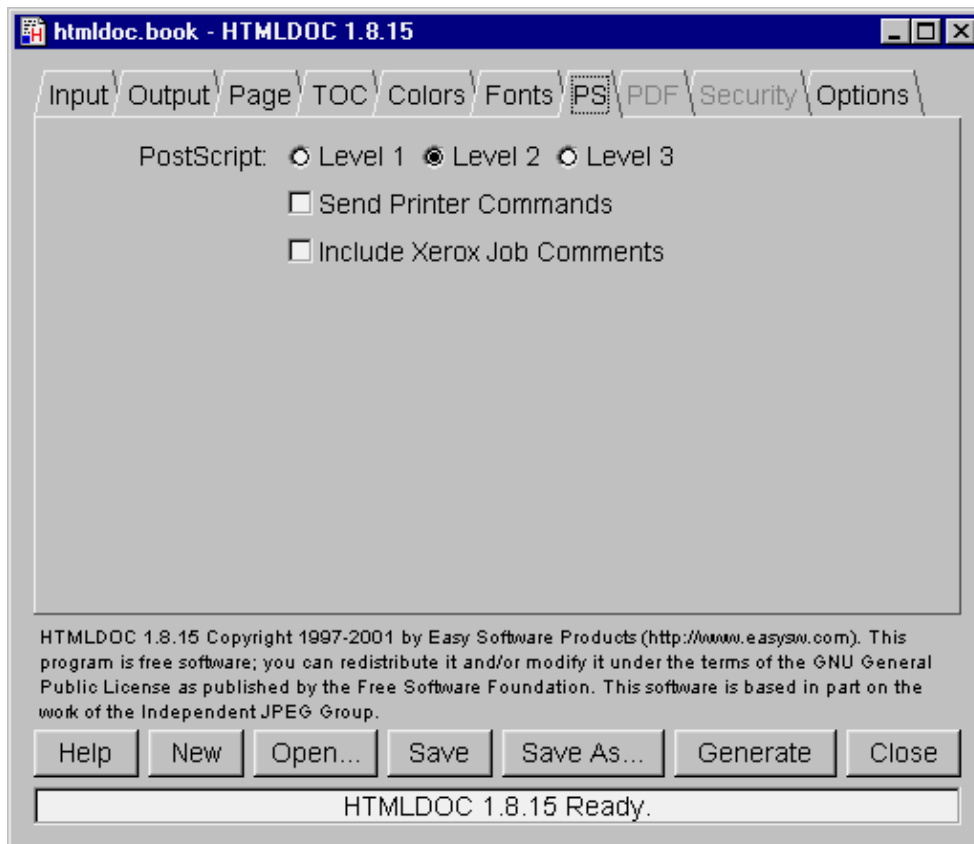 htmldoc.book - HTMLDOC 1.8.15
Input Output Page TOC Colors Fonts PS PDF Security Options
PostScript: Level 1 Level 2 Level 3
Send Printer Commands
Include Xerox Job Comments
HTMLDOC 1.8.15 Copyright 1997-2001 by Easy Software Products (http://www.easysw.com). This
program is free software; you can redistribute it and/or modify it under the terms of the GNU General
Public License as published by the Free Software Foundation. This software is based in part on the
work of the Independent JPEG Group.
Help New Open... Save Save As... Generate Close
HTMLDOC 1.8.15 Ready.